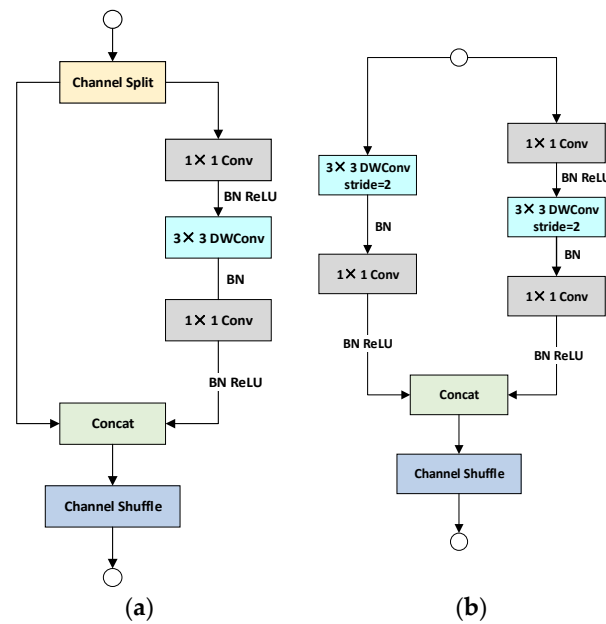 Channel Split
1× 1 Conv
BN ReLU
3× 3 DWConv
BN
1× 1 Conv
BN ReLU
Concat
Channel Shuffle
(a)
3× 3 DWConv
stride=2
BN
1× 1 Conv
BN ReLU
1× 1 Conv
BN ReLU
3× 3 DWConv
stride=2
BN
1× 1 Conv
BN ReLU
Concat
Channel Shuffle
(b)